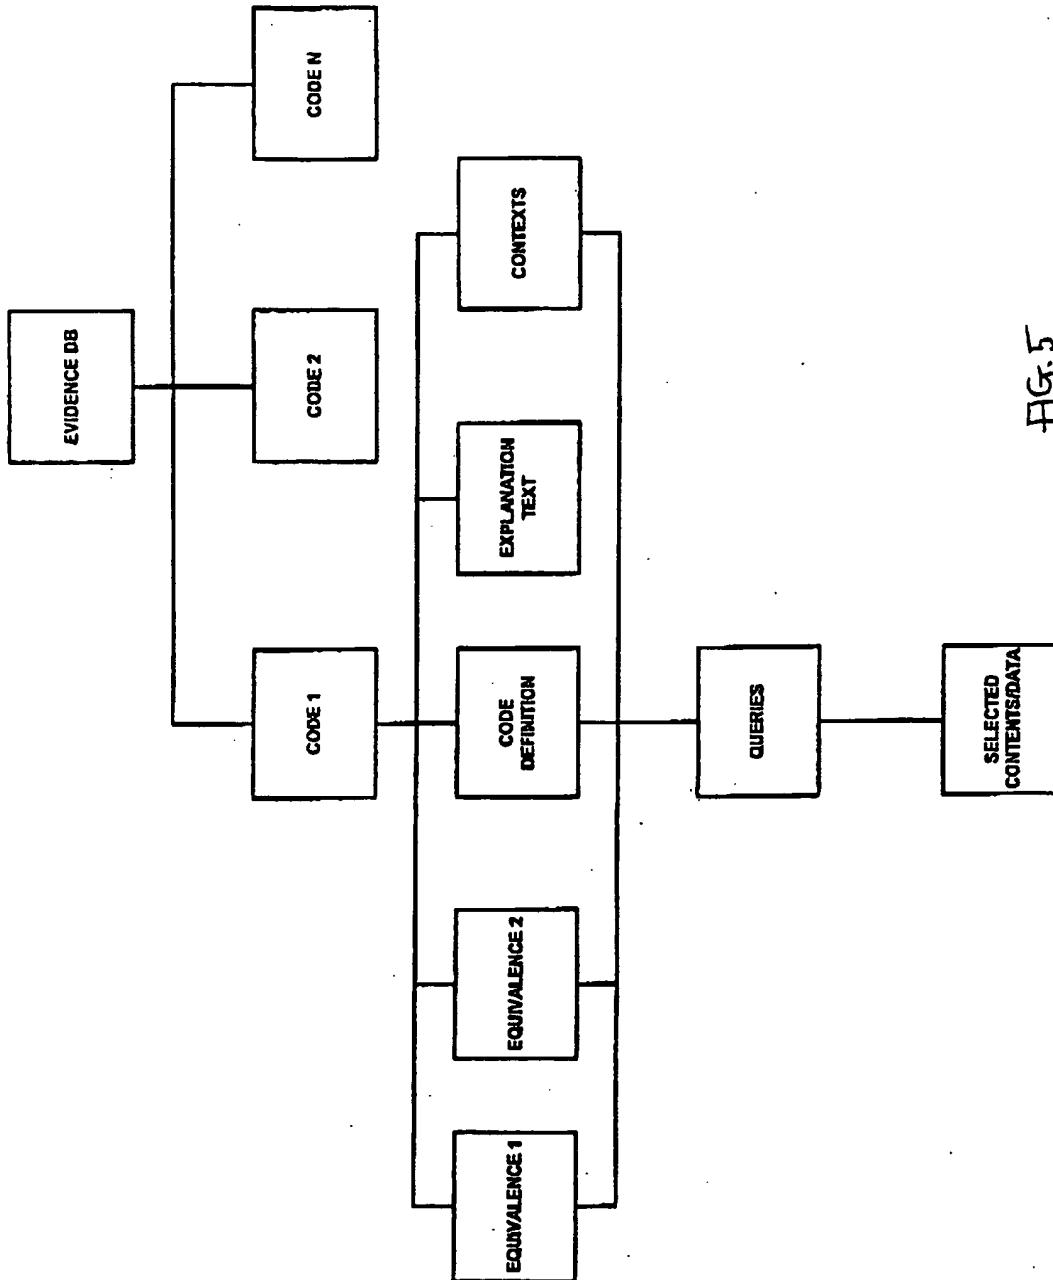 EVIDENCE DB
CODE 1
CODE 2
CODE N
EQUIVALENCE 1
EQUIVALENCE 2
CODE
DEFINITION
EXPLANATION
TEXT
CONTEXTS
QUERIES
SELECTED
CONTENTS/DATA
FIG. 5